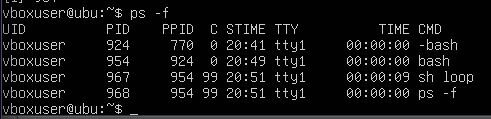 vboxuser@ubu:~$ ps -f
UID          PID    PPID  C STIME TTY          TIME CMD
vboxuser     924     770  0 20:41 tty1     00:00:00 -bash
vboxuser     954     924  0 20:49 tty1     00:00:00 bash
vboxuser     967     954 99 20:51 tty1     00:00:09 sh loop
vboxuser     968     954 99 20:51 tty1     00:00:00 ps -f
vboxuser@ubu:~$ _